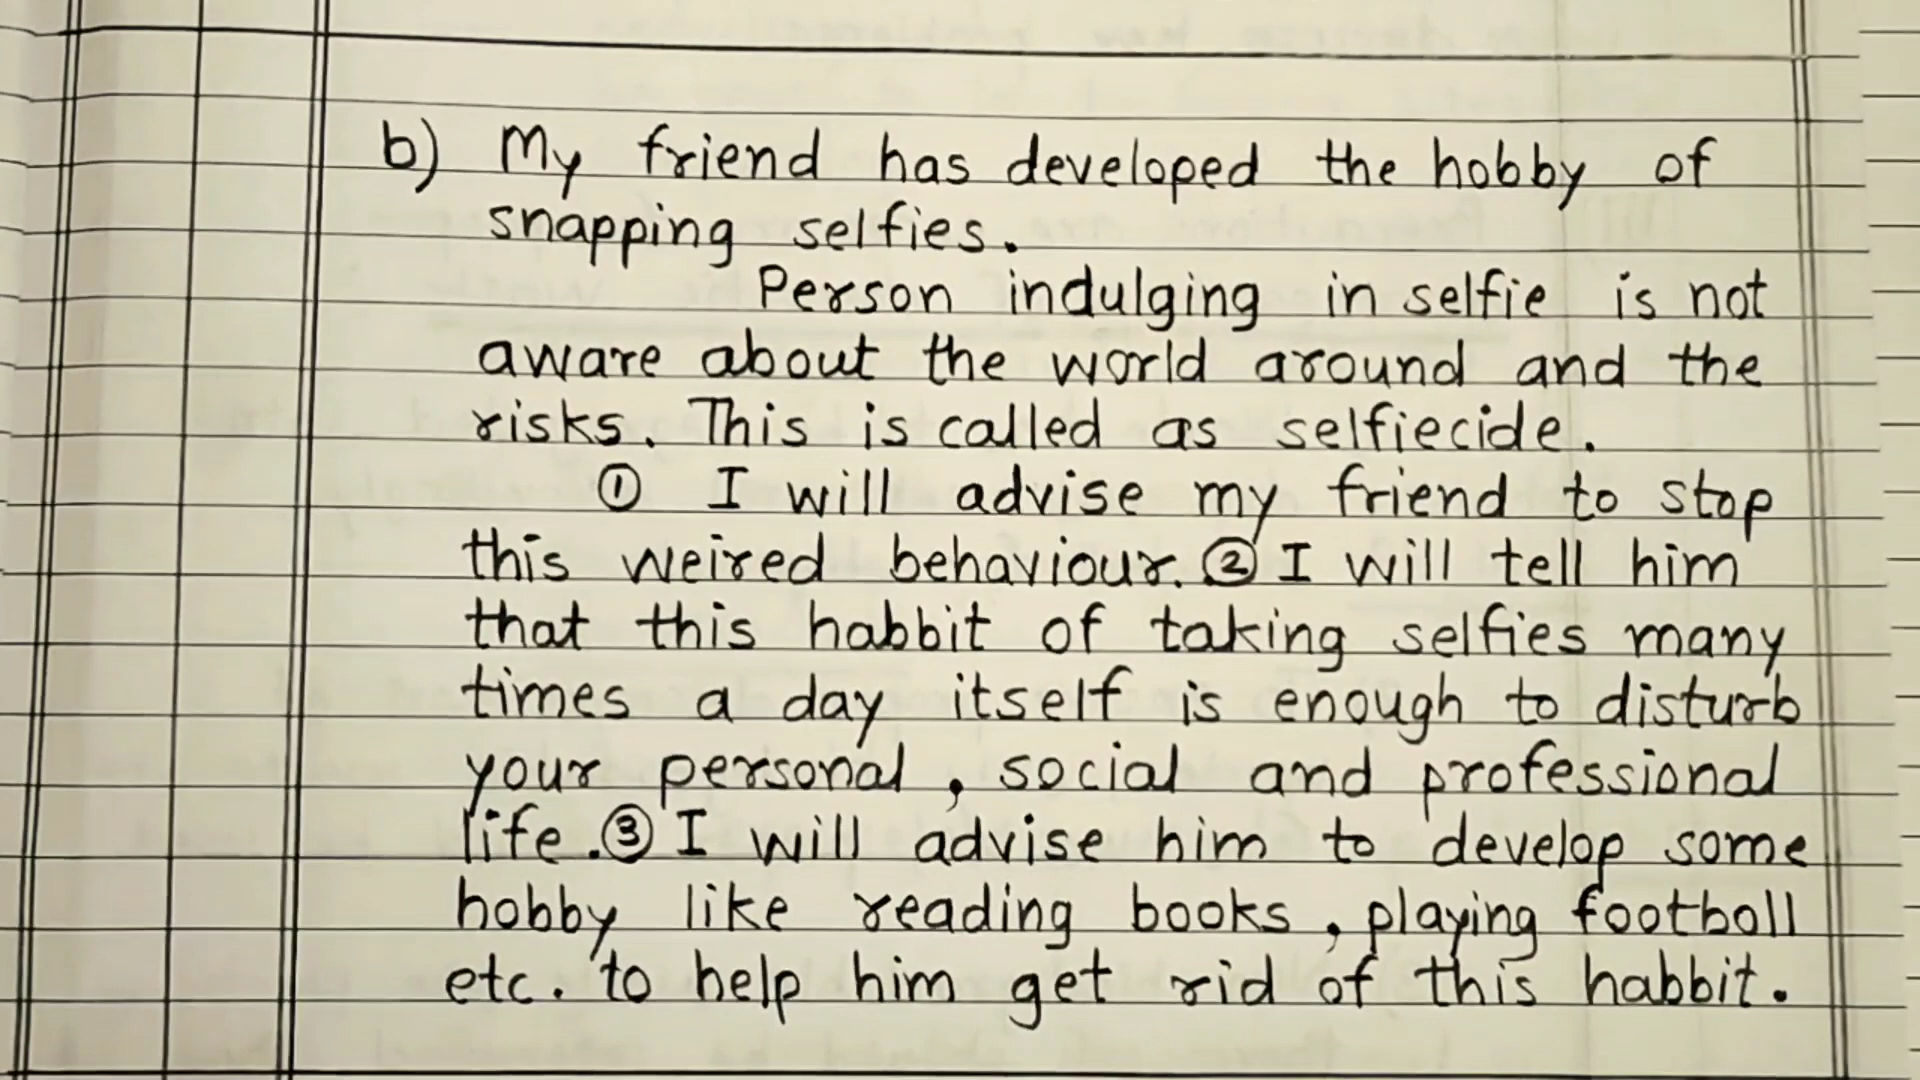 b) My friend has developed the hobby of
snapping selfies.
Person indulging in selfie is not
aware about the world around and the
risks. This is called as selfiecide.
① I will advise my friend to stop
this weired behaviour. ② I will tell him
that this habbit of taking selfies many
times a day itself is enough to disturb
your personal, social and professional
life. ③ I will advise him to develop some
hobby like reading books, playing football
etc. to help him get rid of this habbit.